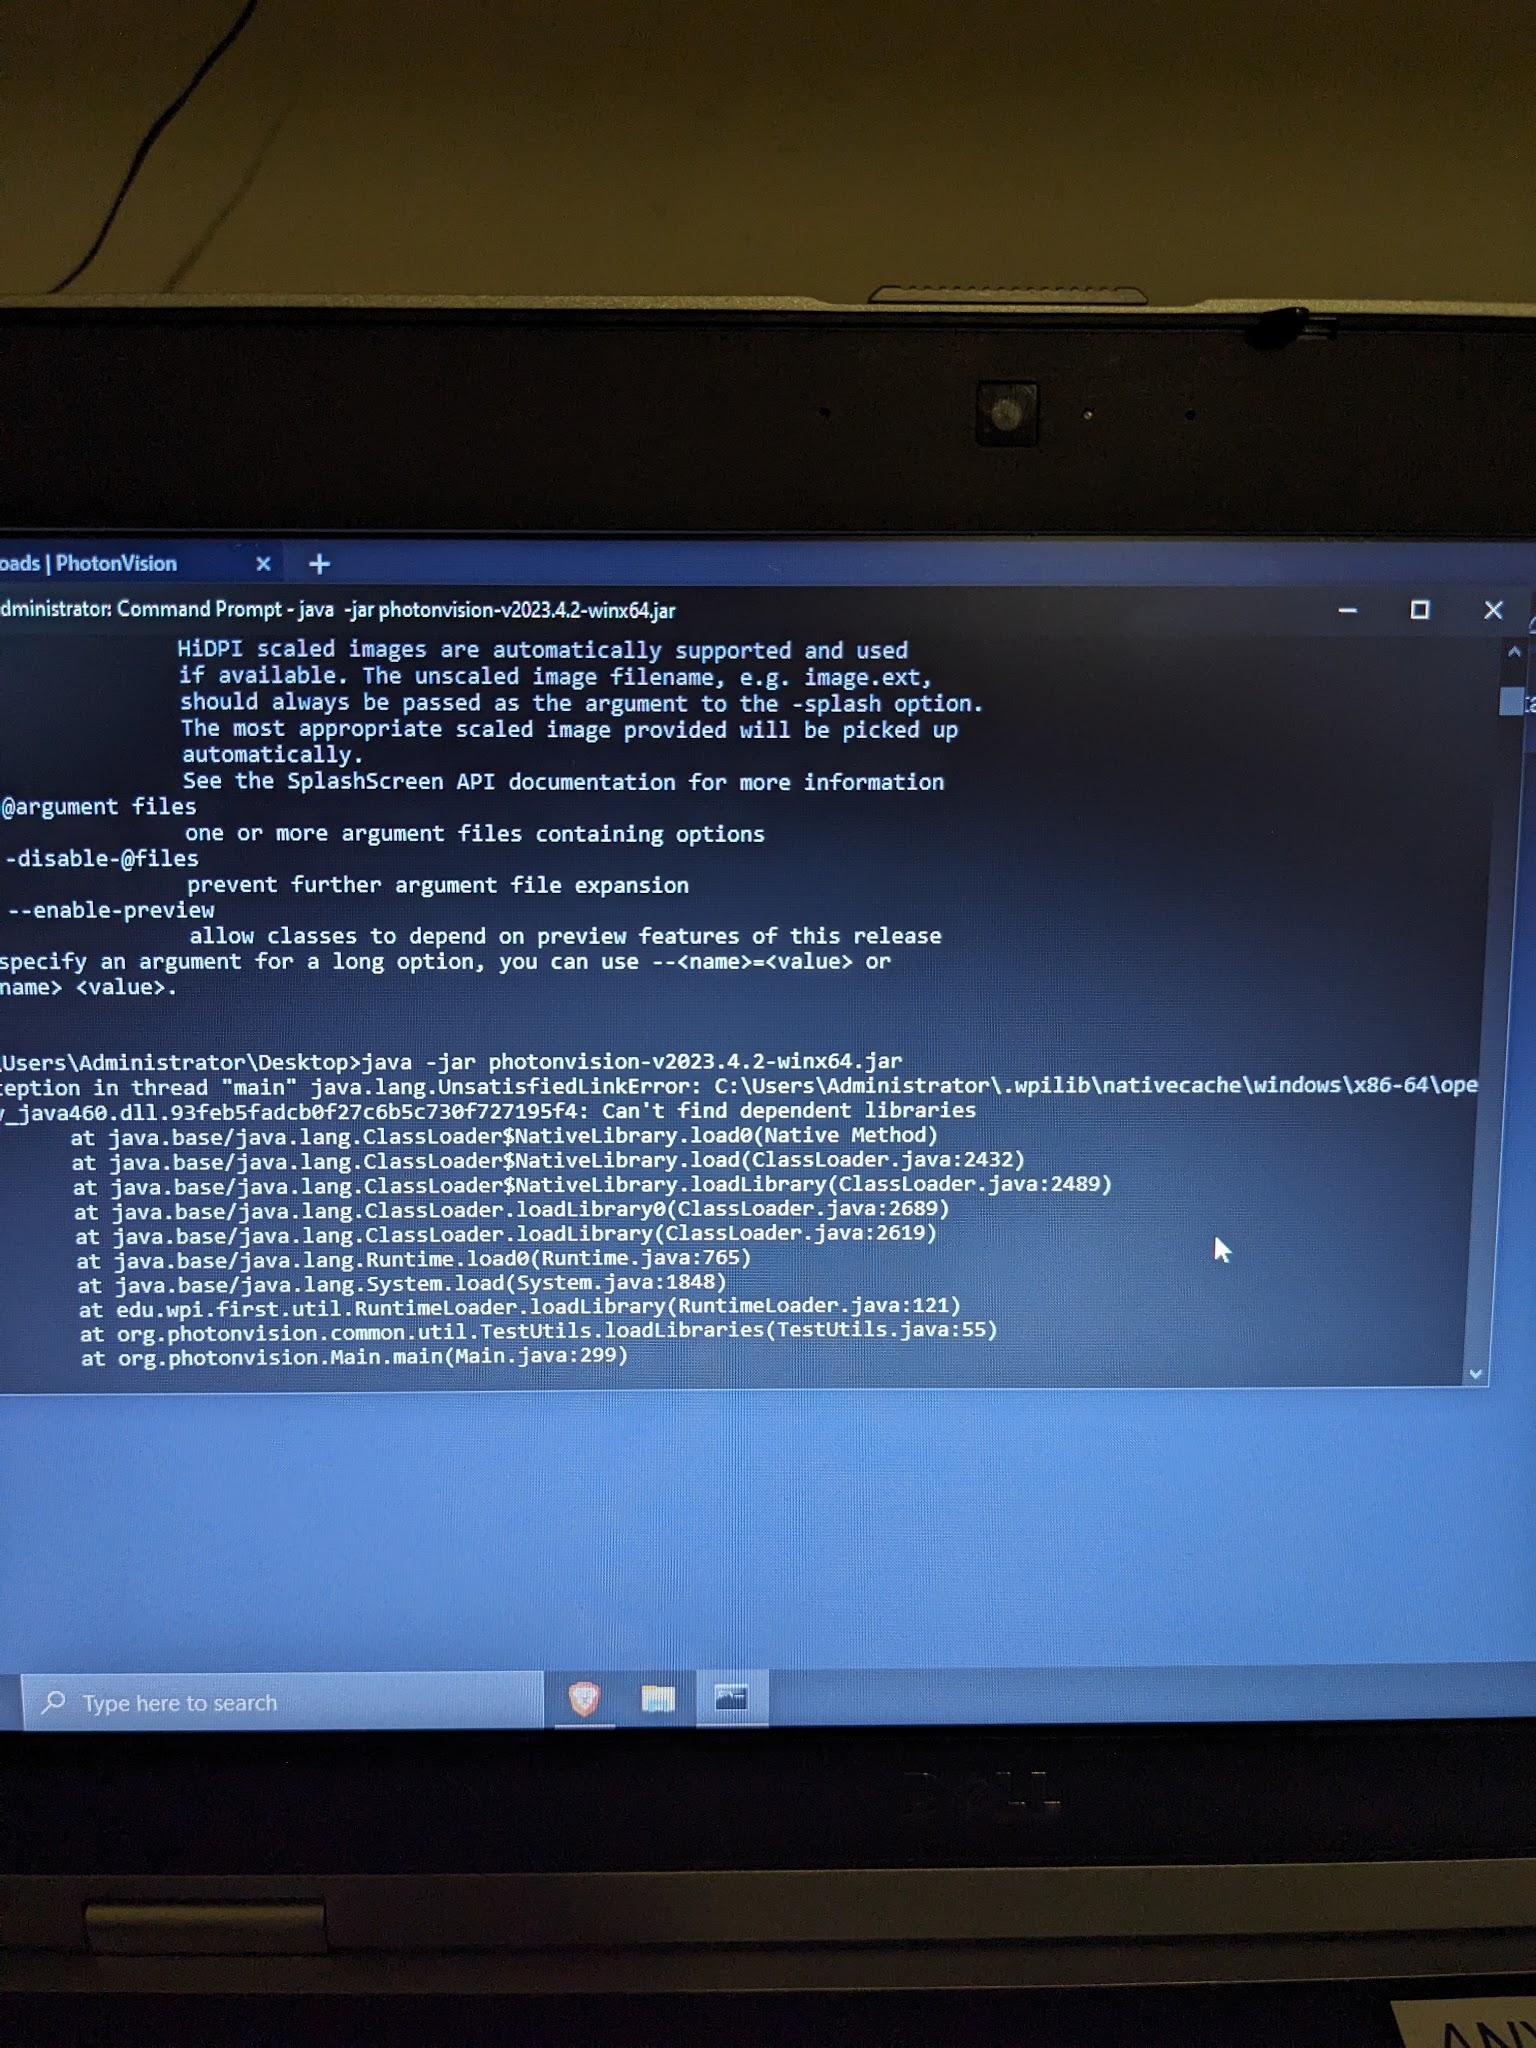 oads | PhotonVision
dministrator: Command Prompt - java -jar photonvision-v2023.4.2-winx64.jar
HiDPI scaled images are automatically supported and used
if available. The unscaled image filename, e.g. image.ext,
should always be passed as the argument to the -splash option.
The most appropriate scaled image provided will be picked up
automatically.
See the SplashScreen API documentation for more information
@argument files
one or more argument files containing options
-disable-@files
prevent further argument file expansion
--enable-preview
allow classes to depend on preview features of this release
specify an argument for a long option, you can use --<name>=<value> or
name> <value>.
\Users\Administrator\Desktop>java -jar photonvision-v2023.4.2-winx64.jar
ception in thread "main" java.lang.UnsatisfiedLinkError: C:\Users\Administrator\.wpilib\nativecache\windows\x86-64\ope
v_java460.dll.93feb5fadcb0f27c6b5c730f727195f4: Can't find dependent libraries
at java.base/java.lang.ClassLoader$NativeLibrary.load0(Native Method)
at java.base/java.lang.ClassLoader$NativeLibrary.load(ClassLoader.java:2432)
at java.base/java.lang.ClassLoader$NativeLibrary.loadLibrary(ClassLoader.java:2489)
at java.base/java.lang.ClassLoader.loadLibrary0(ClassLoader.java:2689)
at java.base/java.lang.ClassLoader.loadLibrary(ClassLoader.java:2619)
at java.base/java.lang.Runtime.load0(Runtime.java:765)
at java.base/java.lang.System.load(System.java:1848)
at edu.wpi.first.util.RuntimeLoader.loadLibrary(RuntimeLoader.java:121)
at org.photonvision.common.util.TestUtils.loadLibraries(TestUtils.java:55)
at org.photonvision.Main.main(Main.java:299)
Type here to search
DELL